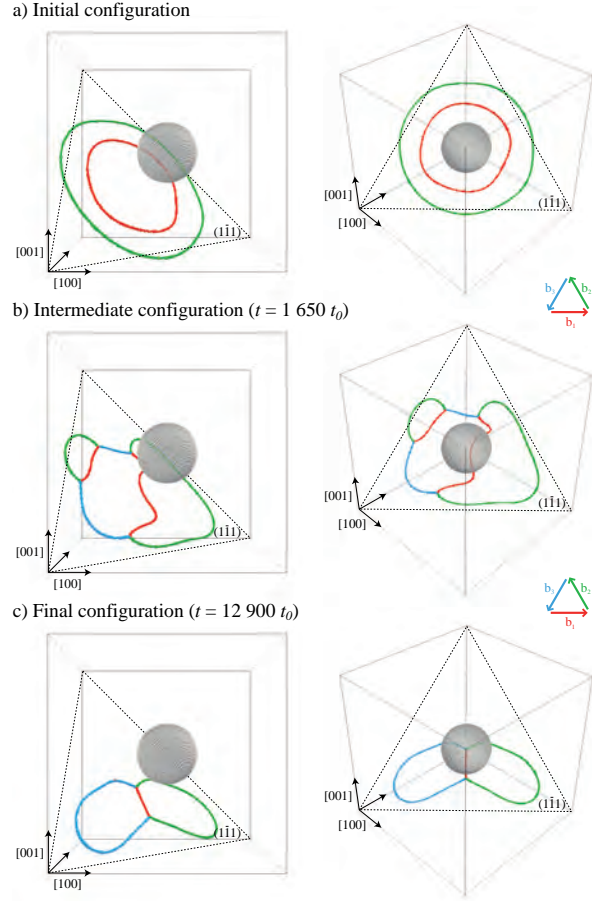 a) Initial configuration
[001]
[100]
(11̄1)
[001]
[100]
(11̄1)
b₃
b₂
b₁
b) Intermediate configuration (t = 1 650 t₀)
[001]
[100]
(11̄1)
[001]
[100]
(11̄1)
b₃
b₂
b₁
c) Final configuration (t = 12 900 t₀)
[001]
[100]
(11̄1)
[001]
[100]
(11̄1)